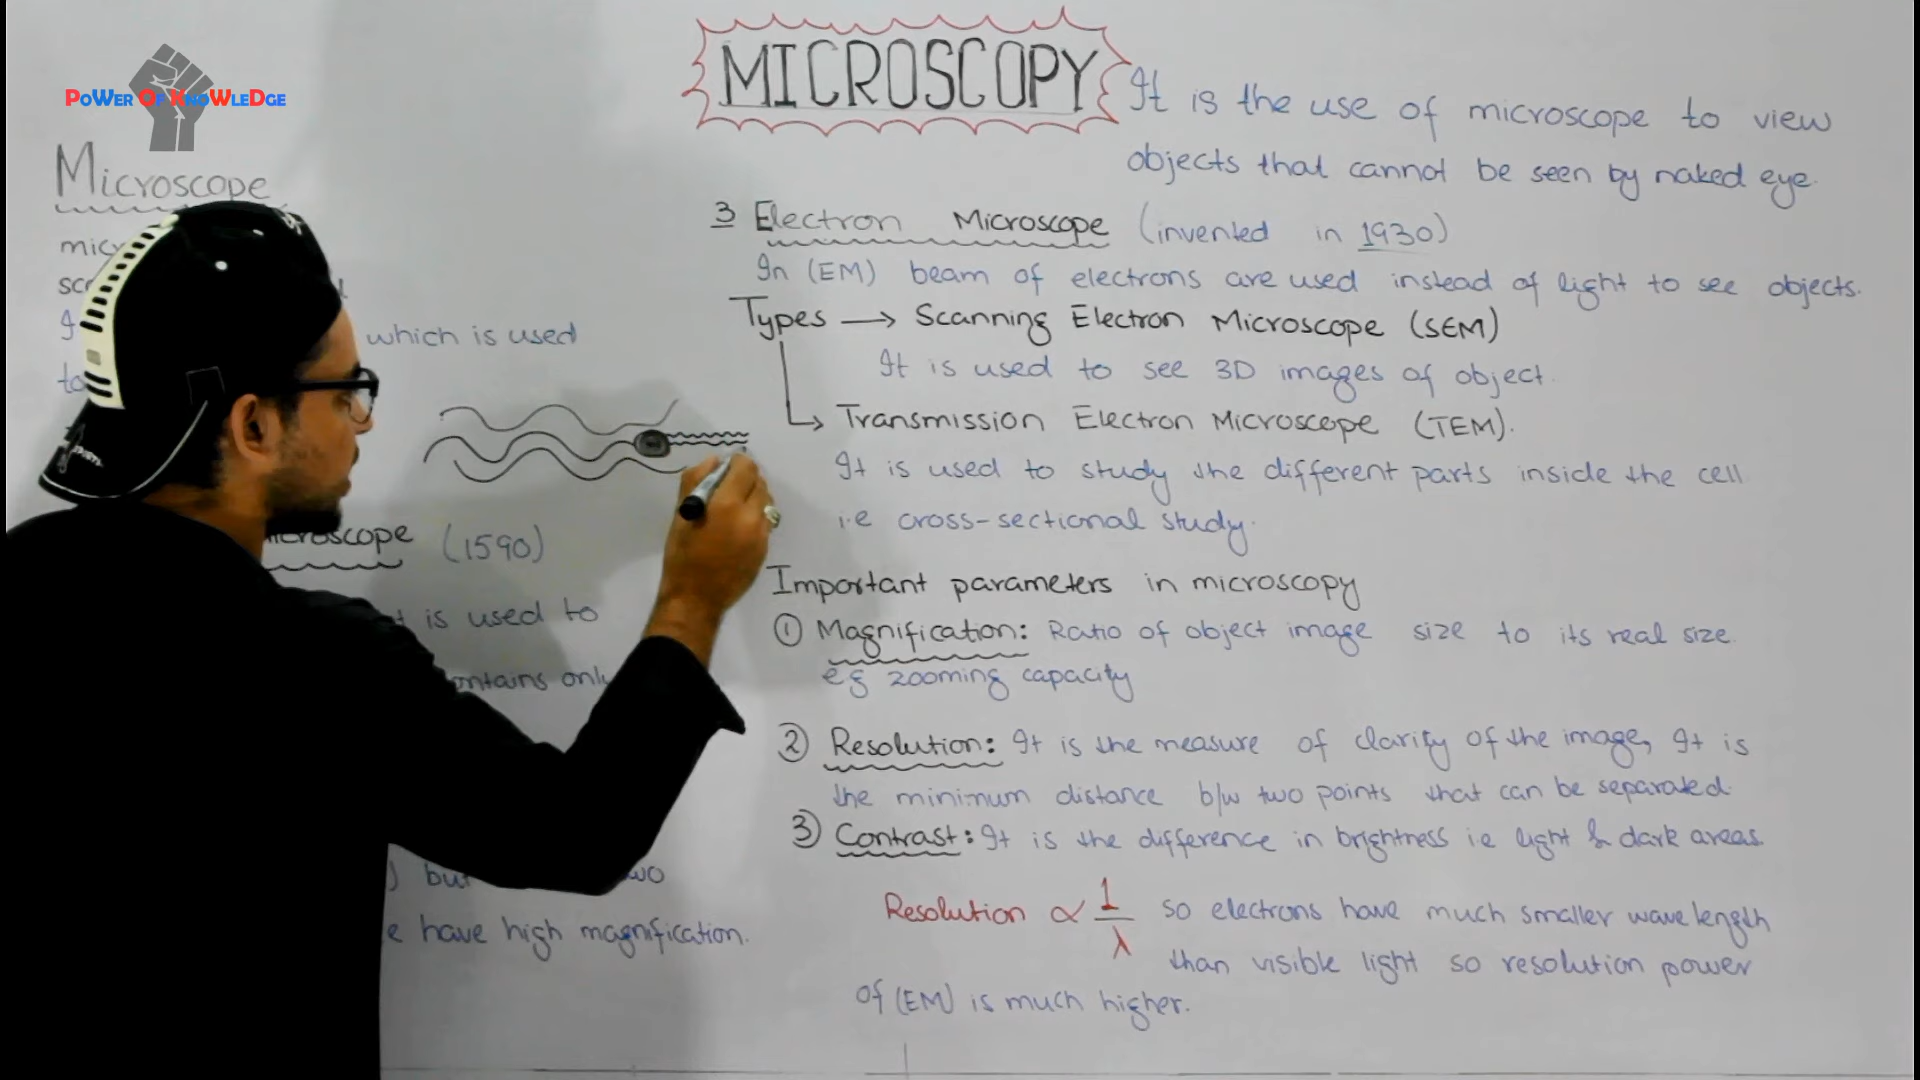 PoWer Of KnoWleDge
MICROSCOPY
It is the use of microscope to view
objects that cannot be seen by naked eye.
Microscope
which is used
Microscope (1590)
is used to
only
but
have high magnification.
3 Electron Microscope (invented in 1930)
In (EM) beam of electrons are used instead of light to see objects.
Types → Scanning Electron Microscope (SEM)
It is used to see 3D images of object.
Transmission Electron Microscope (TEM).
It is used to study the different parts inside the cell
i.e cross-sectional study.
Important parameters in microscopy
① Magnification: Ratio of object image size to its real size
eg zooming capacity
② Resolution: It is the measure of clarity of the image, It is
the minimum distance b/w two points that can be separated.
③ Contrast: It is the difference in brightness i.e light & dark areas.
Resolution ∝ 1/λ so electrons have much smaller wavelength
than visible light so resolution power
of (EM) is much higher.